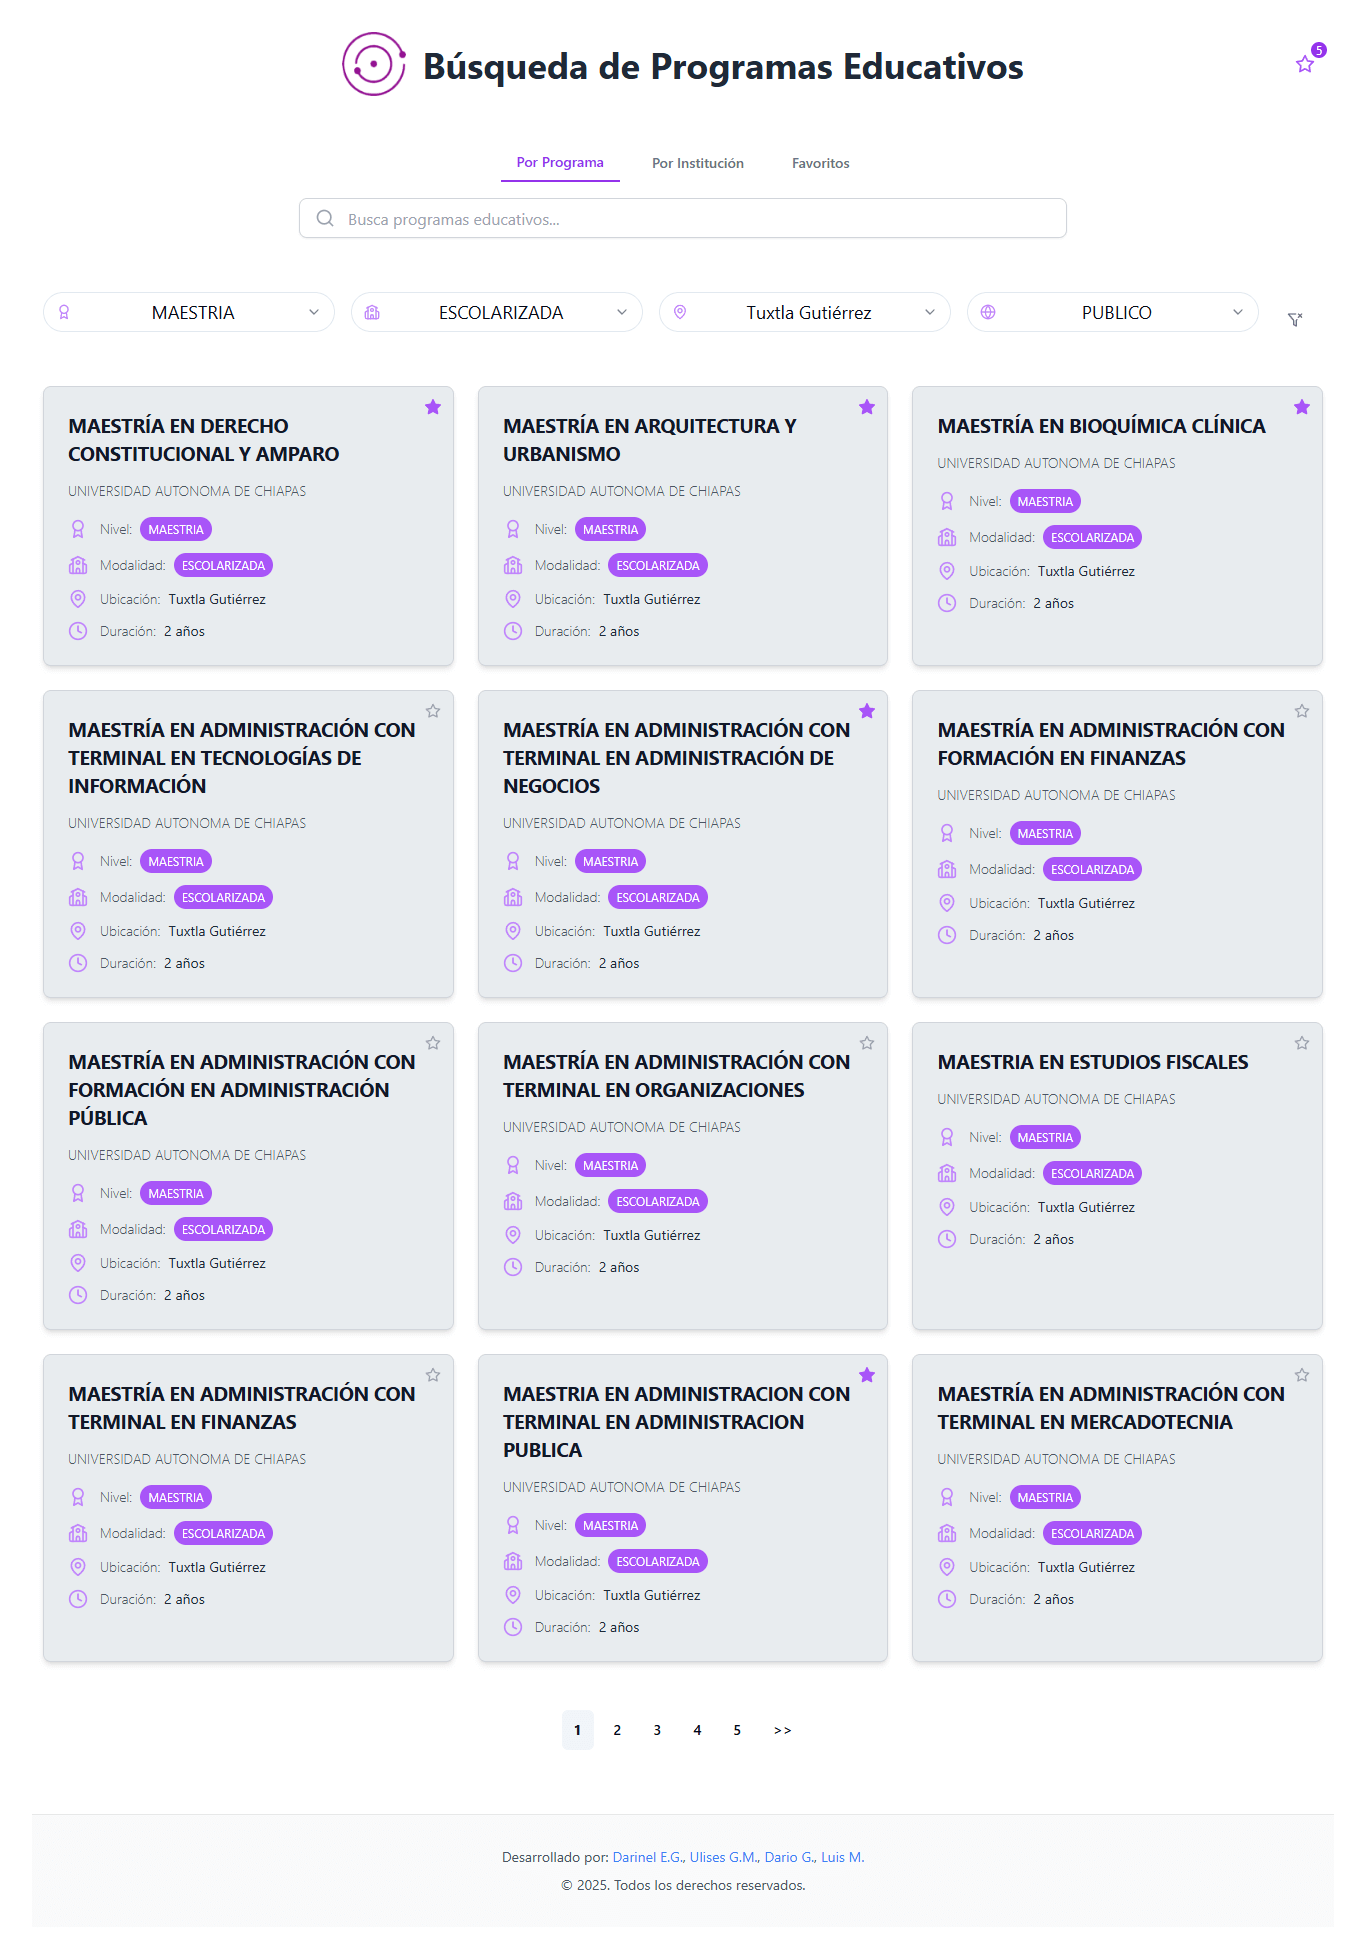 Búsqueda de Programas Educativos
5
Por Programa
Por Institución
Favoritos
Busca programas educativos...
MAESTRIA
ESCOLARIZADA
Tuxtla Gutiérrez
PUBLICO
MAESTRÍA EN DERECHO
CONSTITUCIONAL Y AMPARO
UNIVERSIDAD AUTONOMA DE CHIAPAS
Nivel: MAESTRIA
Modalidad: ESCOLARIZADA
Ubicación: Tuxtla Gutiérrez
Duración: 2 años
MAESTRÍA EN ARQUITECTURA Y
URBANISMO
UNIVERSIDAD AUTONOMA DE CHIAPAS
Nivel: MAESTRIA
Modalidad: ESCOLARIZADA
Ubicación: Tuxtla Gutiérrez
Duración: 2 años
MAESTRÍA EN BIOQUÍMICA CLÍNICA
UNIVERSIDAD AUTONOMA DE CHIAPAS
Nivel: MAESTRIA
Modalidad: ESCOLARIZADA
Ubicación: Tuxtla Gutiérrez
Duración: 2 años
MAESTRÍA EN ADMINISTRACIÓN CON
TERMINAL EN TECNOLOGÍAS DE
INFORMACIÓN
UNIVERSIDAD AUTONOMA DE CHIAPAS
Nivel: MAESTRIA
Modalidad: ESCOLARIZADA
Ubicación: Tuxtla Gutiérrez
Duración: 2 años
MAESTRÍA EN ADMINISTRACIÓN CON
TERMINAL EN ADMINISTRACIÓN DE
NEGOCIOS
UNIVERSIDAD AUTONOMA DE CHIAPAS
Nivel: MAESTRIA
Modalidad: ESCOLARIZADA
Ubicación: Tuxtla Gutiérrez
Duración: 2 años
MAESTRÍA EN ADMINISTRACIÓN CON
FORMACIÓN EN FINANZAS
UNIVERSIDAD AUTONOMA DE CHIAPAS
Nivel: MAESTRIA
Modalidad: ESCOLARIZADA
Ubicación: Tuxtla Gutiérrez
Duración: 2 años
MAESTRÍA EN ADMINISTRACIÓN CON
FORMACIÓN EN ADMINISTRACIÓN
PÚBLICA
UNIVERSIDAD AUTONOMA DE CHIAPAS
Nivel: MAESTRIA
Modalidad: ESCOLARIZADA
Ubicación: Tuxtla Gutiérrez
Duración: 2 años
MAESTRÍA EN ADMINISTRACIÓN CON
TERMINAL EN ORGANIZACIONES
UNIVERSIDAD AUTONOMA DE CHIAPAS
Nivel: MAESTRIA
Modalidad: ESCOLARIZADA
Ubicación: Tuxtla Gutiérrez
Duración: 2 años
MAESTRIA EN ESTUDIOS FISCALES
UNIVERSIDAD AUTONOMA DE CHIAPAS
Nivel: MAESTRIA
Modalidad: ESCOLARIZADA
Ubicación: Tuxtla Gutiérrez
Duración: 2 años
MAESTRÍA EN ADMINISTRACIÓN CON
TERMINAL EN FINANZAS
UNIVERSIDAD AUTONOMA DE CHIAPAS
Nivel: MAESTRIA
Modalidad: ESCOLARIZADA
Ubicación: Tuxtla Gutiérrez
Duración: 2 años
MAESTRIA EN ADMINISTRACION CON
TERMINAL EN ADMINISTRACION
PUBLICA
UNIVERSIDAD AUTONOMA DE CHIAPAS
Nivel: MAESTRIA
Modalidad: ESCOLARIZADA
Ubicación: Tuxtla Gutiérrez
Duración: 2 años
MAESTRÍA EN ADMINISTRACIÓN CON
TERMINAL EN MERCADOTECNIA
UNIVERSIDAD AUTONOMA DE CHIAPAS
Nivel: MAESTRIA
Modalidad: ESCOLARIZADA
Ubicación: Tuxtla Gutiérrez
Duración: 2 años
1 2 3 4 5 >>
Desarrollado por: Darinel E.G., Ulises G.M., Dario G., Luis M.
© 2025. Todos los derechos reservados.